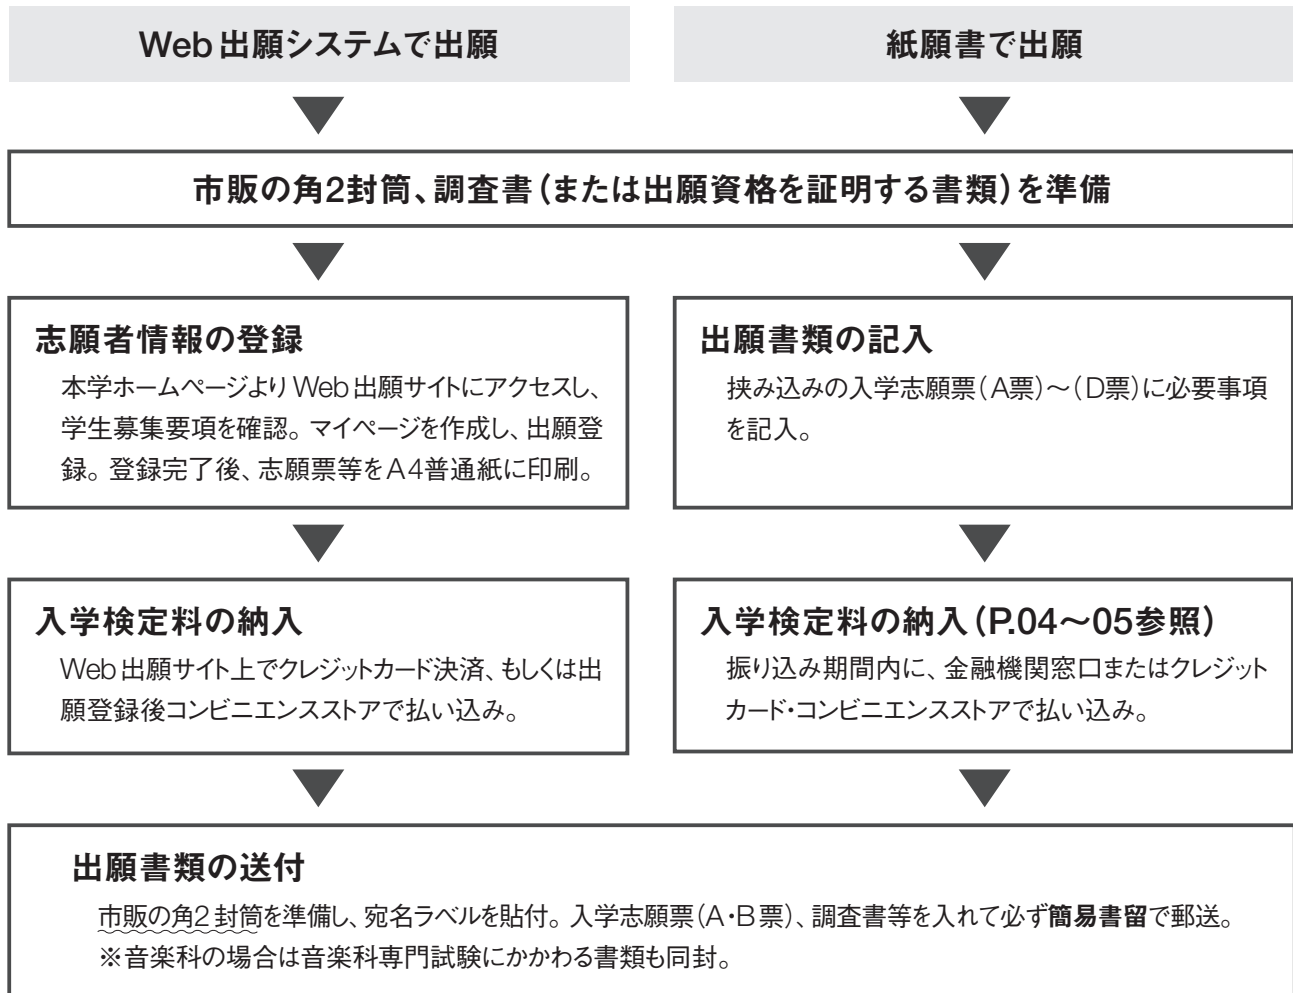 Web出願システムで出願
紙願書で出願
市販の角2封筒、調査書(または出願資格を証明する書類)を準備
志願者情報の登録
本学ホームページよりWeb出願サイトにアクセスし、
学生募集要項を確認。マイページを作成し、出願登
録。登録完了後、志願票等をA4普通紙に印刷。
出願書類の記入
挟み込みの入学志願票(A票)〜(D票)に必要事項
を記入。
入学検定料の納入
Web出願サイト上でクレジットカード決済、もしくは出
願登録後コンビニエンスストアで払い込み。
入学検定料の納入(P.04〜05参照)
振り込み期間内に、金融機関窓口またはクレジット
カード・コンビニエンスストアで払い込み。
出願書類の送付
市販の角2封筒を準備し、宛名ラベルを貼付。入学志願票(A・B票)、調査書等を入れて必ず簡易書留で郵送。
※音楽科の場合は音楽科専門試験にかかわる書類も同封。